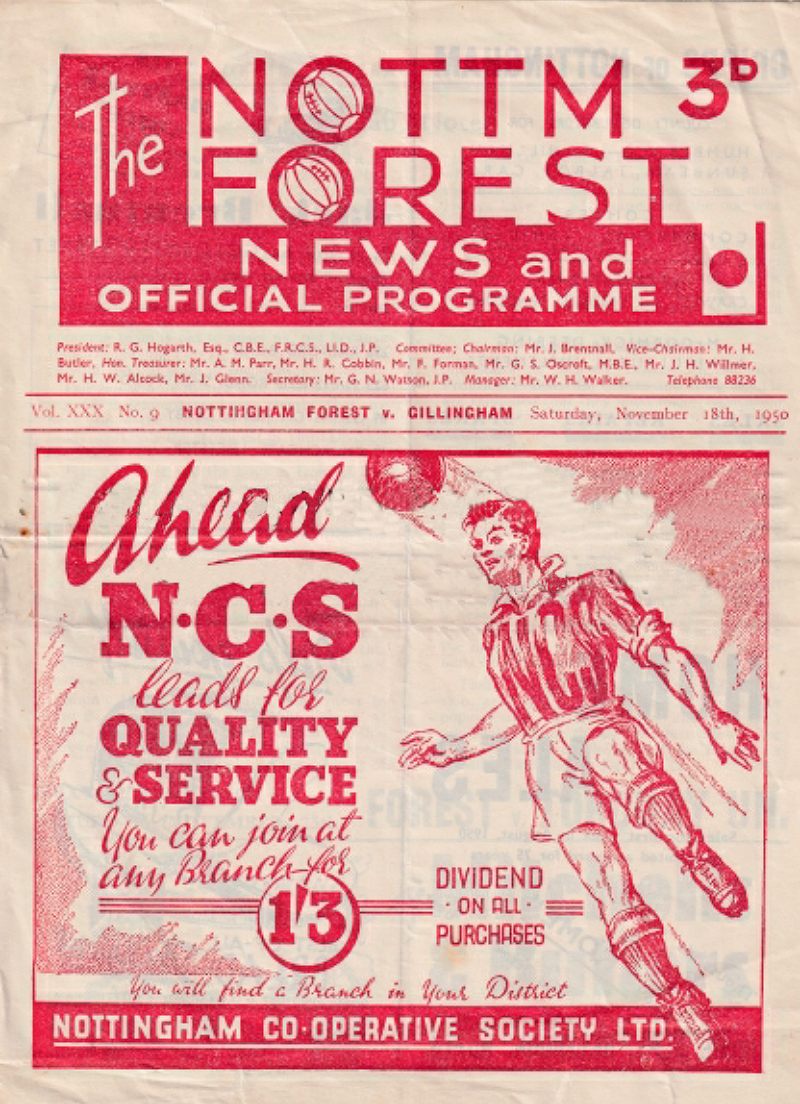 The NOTTM 3D
FOREST
NEWS and
OFFICIAL PROGRAMME
President: R. G. Hogarth, Esq., C.B.E., F.R.C.S., Ll.D., J.P. Committee; Chairman: Mr. J. Brentnall, Vice-Chairman: Mr. H.
Butler, Hon. Treasurer: Mr. A. M. Parr, Mr. H. R. Cobbin, Mr. F. Forman, Mr. G. S. Oscroft, M.B.E., Mr. J. H. Willmer,
Mr. H. W. Alcock, Mr. J. Glenn. Secretary: Mr. G. N. Watson, J.P. Manager: Mr. W. H. Walker. Telephone 88236
Vol. XXX No. 9 NOTTINGHAM FOREST v. GILLINGHAM Saturday, November 18th, 1950
Ahead
N·C·S
leads for
QUALITY
& SERVICE
You can join at
any Branch for
1'3
DIVIDEND
· ON ALL ·
PURCHASES
NCS
You will find a Branch in Your District
NOTTINGHAM CO·OPERATIVE SOCIETY LTD.